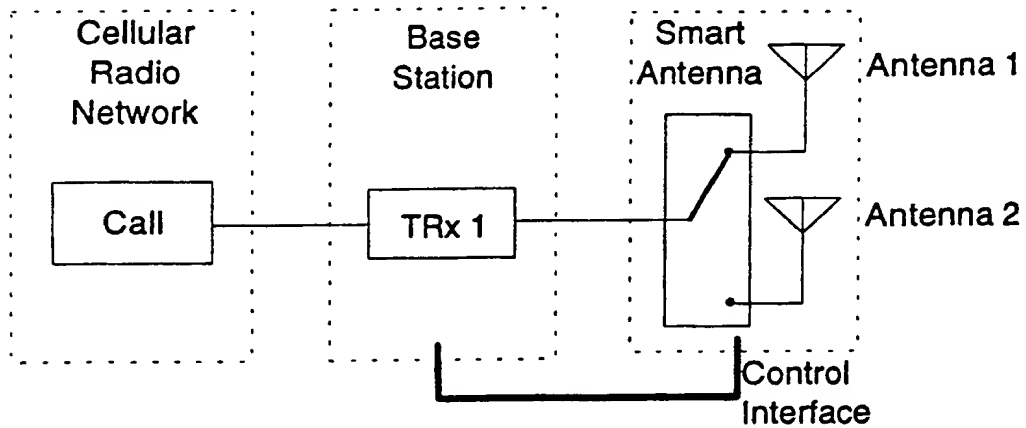 Cellular
Radio
Network
Base
Station
Smart
Antenna
Antenna 1
Call
TRx 1
Antenna 2
Control
Interface